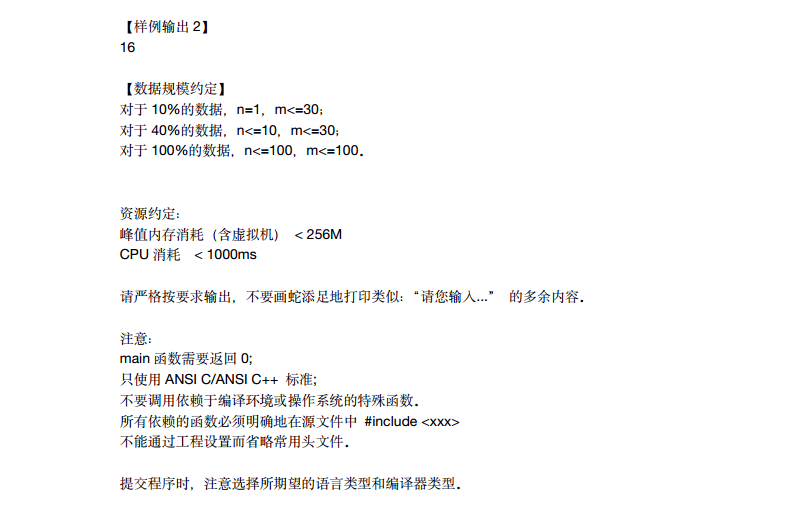 【样例输出 2】
16
【数据规模约定】
对于 10%的数据，n=1，m<=30；
对于 40%的数据，n<=10，m<=30；
对于 100%的数据，n<=100，m<=100。
资源约定：
峰值内存消耗（含虚拟机） < 256M
CPU 消耗 < 1000ms
请严格按要求输出，不要画蛇添足地打印类似：“请您输入...” 的多余内容。
注意：
main 函数需要返回 0;
只使用 ANSI C/ANSI C++ 标准;
不要调用依赖于编译环境或操作系统的特殊函数。
所有依赖的函数必须明确地在源文件中 #include <xxx>
不能通过工程设置而省略常用头文件。
提交程序时，注意选择所期望的语言类型和编译器类型。